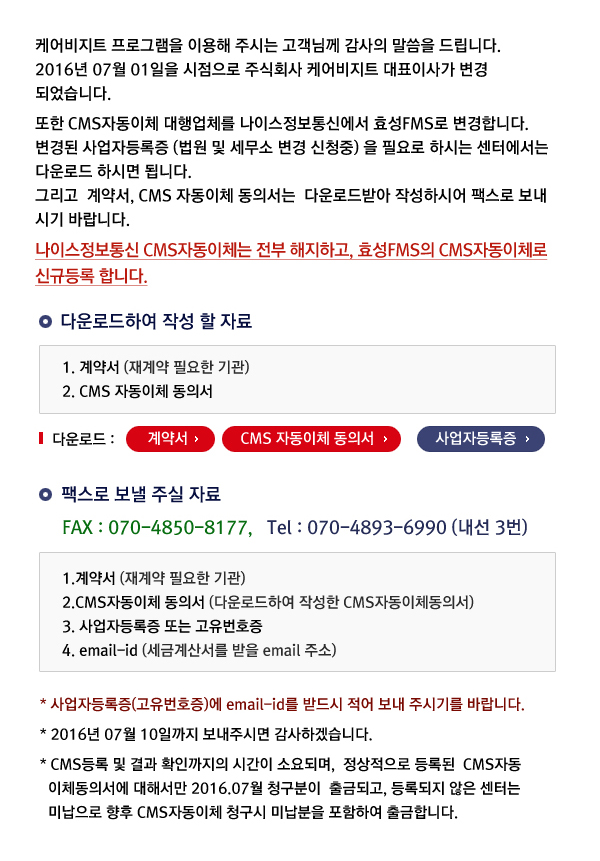 케어비지트 프로그램을 이용해 주시는 고객님께 감사의 말씀을 드립니다.
2016년 07월 01일을 시점으로 주식회사 케어비지트 대표이사가 변경
되었습니다.
또한 CMS자동이체 대행업체를 나이스정보통신에서 효성FMS로 변경합니다.
변경된 사업자등록증 (법원 및 세무소 변경 신청중) 을 필요로 하시는 센터에서는
다운로드 하시면 됩니다.
그리고 계약서, CMS 자동이체 동의서는 다운로드받아 작성하시어 팩스로 보내
시기 바랍니다.
나이스정보통신 CMS자동이체는 전부 해지하고, 효성FMS의 CMS자동이체로
신규등록 합니다.
다운로드하여 작성 할 자료
1. 계약서 (재계약 필요한 기관)
2. CMS 자동이체 동의서
다운로드 : 계약서 › CMS 자동이체 동의서 › 사업자등록증 ›
팩스로 보낼 주실 자료
FAX : 070-4850-8177, Tel : 070-4893-6990 (내선 3번)
1.계약서 (재계약 필요한 기관)
2.CMS자동이체 동의서 (다운로드하여 작성한 CMS자동이체동의서)
3. 사업자등록증 또는 고유번호증
4. email-id (세금계산서를 받을 email 주소)
* 사업자등록증(고유번호증)에 email-id를 받드시 적어 보내 주시기를 바랍니다.
* 2016년 07월 10일까지 보내주시면 감사하겠습니다.
* CMS등록 및 결과 확인까지의 시간이 소요되며, 정상적으로 등록된 CMS자동
이체동의서에 대해서만 2016.07월 청구분이 출금되고, 등록되지 않은 센터는
미납으로 향후 CMS자동이체 청구시 미납분을 포함하여 출금합니다.